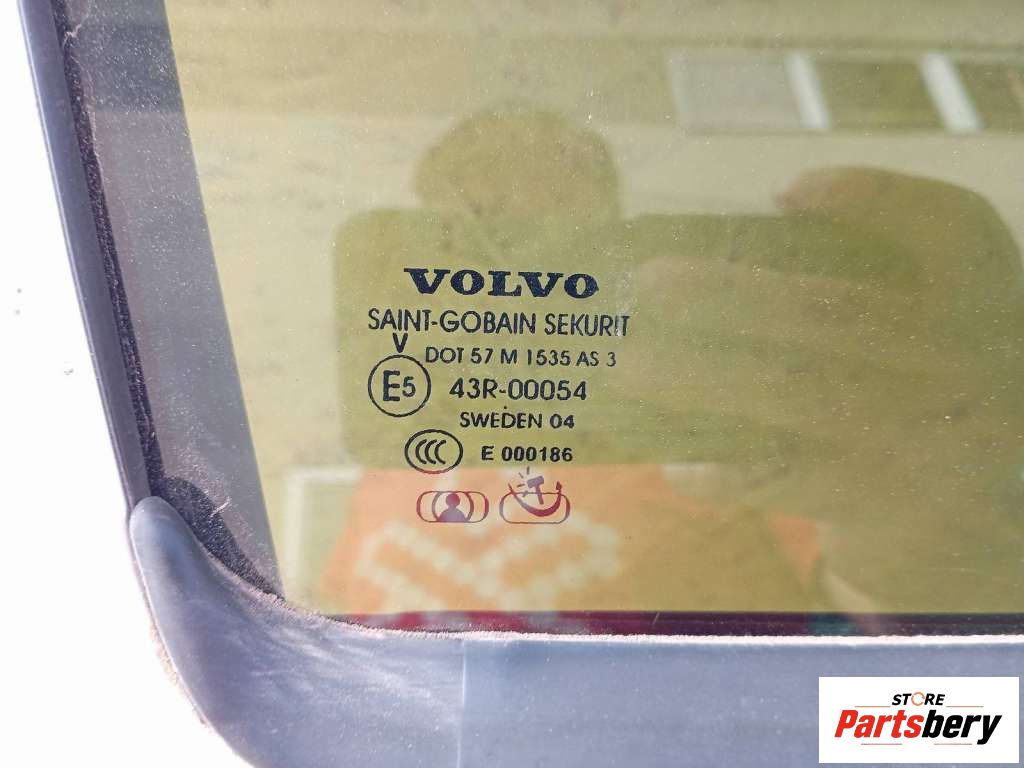 VOLVO
SAINT-GOBAIN SEKURIT
V
DOT 57 M 1535 AS 3
E5 43R-00054
SWEDEN 04
CCC E 000186
STORE
Partsbery